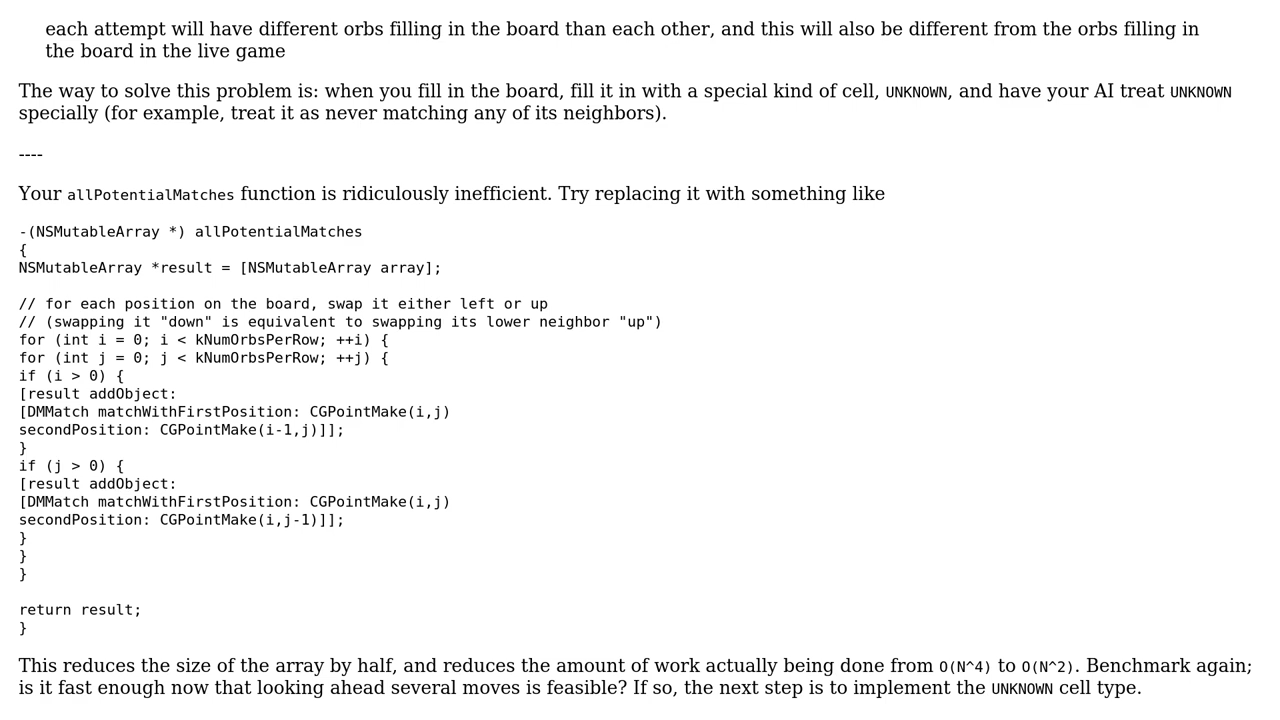 each attempt will have different orbs filling in the board than each other, and this will also be different from the orbs filling in
the board in the live game
The way to solve this problem is: when you fill in the board, fill it in with a special kind of cell, UNKNOWN, and have your AI treat UNKNOWN
specially (for example, treat it as never matching any of its neighbors).
----
Your allPotentialMatches function is ridiculously inefficient. Try replacing it with something like
-(NSMutableArray *) allPotentialMatches
{
NSMutableArray *result = [NSMutableArray array];
// for each position on the board, swap it either left or up
// (swapping it "down" is equivalent to swapping its lower neighbor "up")
for (int i = 0; i < kNumOrbsPerRow; ++i) {
for (int j = 0; j < kNumOrbsPerRow; ++j) {
if (i > 0) {
[result addObject:
[DMMatch matchWithFirstPosition: CGPointMake(i,j)
secondPosition: CGPointMake(i-1,j)]];
}
if (j > 0) {
[result addObject:
[DMMatch matchWithFirstPosition: CGPointMake(i,j)
secondPosition: CGPointMake(i,j-1)]];
}
}
}
return result;
}
This reduces the size of the array by half, and reduces the amount of work actually being done from O(N^4) to O(N^2). Benchmark again;
is it fast enough now that looking ahead several moves is feasible? If so, the next step is to implement the UNKNOWN cell type.